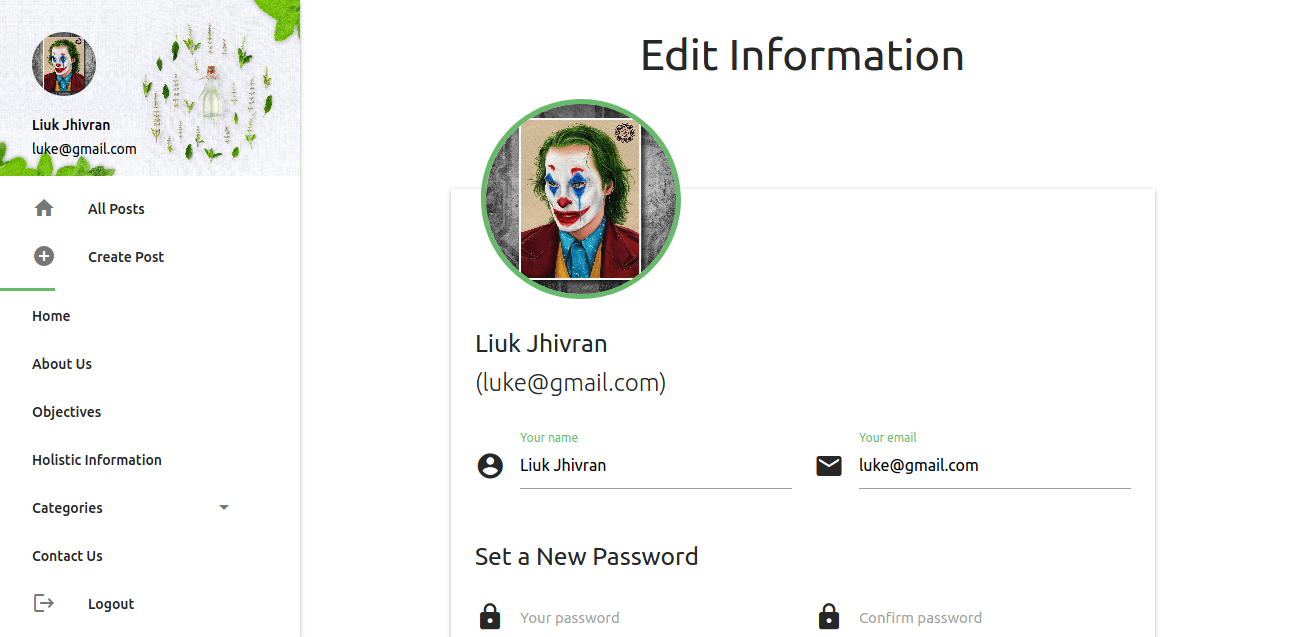 Liuk Jhivran
luke@gmail.com
All Posts
Create Post
Home
About Us
Objectives
Holistic Information
Categories
Contact Us
Logout
Edit Information
Liuk Jhivran
(luke@gmail.com)
Your name
Liuk Jhivran
Your email
luke@gmail.com
Set a New Password
Your password
Confirm password